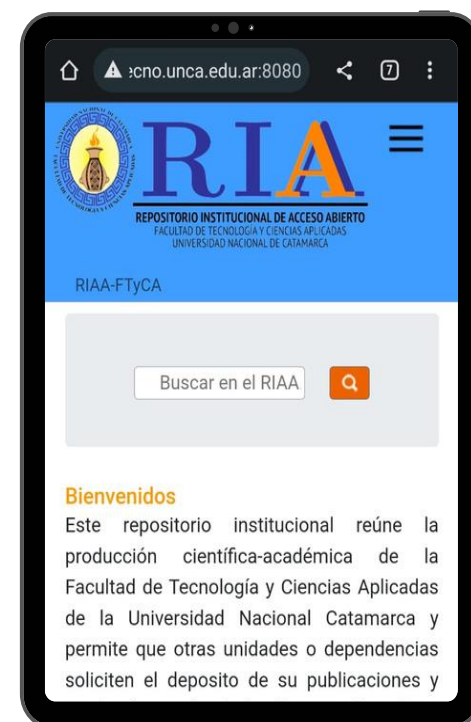 ecno.unca.edu.ar:8080
7
RIA
REPOSITORIO INSTITUCIONAL DE ACCESO ABIERTO
FACULTAD DE TECNOLOGÍA Y CIENCIAS APLICADAS
UNIVERSIDAD NACIONAL DE CATAMARCA
RIAA-FTyCA
Buscar en el RIAA
Bienvenidos
Este repositorio institucional reúne la
producción científica-académica de la
Facultad de Tecnología y Ciencias Aplicadas
de la Universidad Nacional Catamarca y
permite que otras unidades o dependencias
soliciten el deposito de su publicaciones y